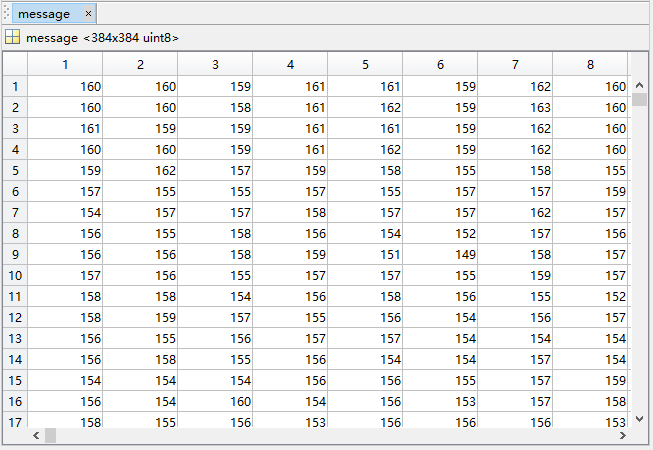 message ×
message <384x384 uint8>
1 2 3 4 5 6 7 8
1 160 160 159 161 161 159 162 160
2 160 160 158 161 162 159 163 160
3 161 159 159 161 161 159 162 160
4 160 160 159 161 162 159 162 160
5 159 162 157 159 158 155 158 155
6 157 155 155 157 155 157 157 159
7 154 157 157 158 157 157 162 157
8 156 155 158 156 154 152 157 156
9 156 156 158 159 151 149 158 157
10 157 156 156 157 157 155 159 157
11 158 158 154 156 158 156 155 152
12 158 159 157 155 156 154 156 157
13 156 155 156 157 157 154 154 154
14 156 158 155 156 154 154 157 154
15 154 154 154 156 156 155 157 159
16 156 154 160 154 156 153 157 158
17 158 155 156 153 156 156 156 153